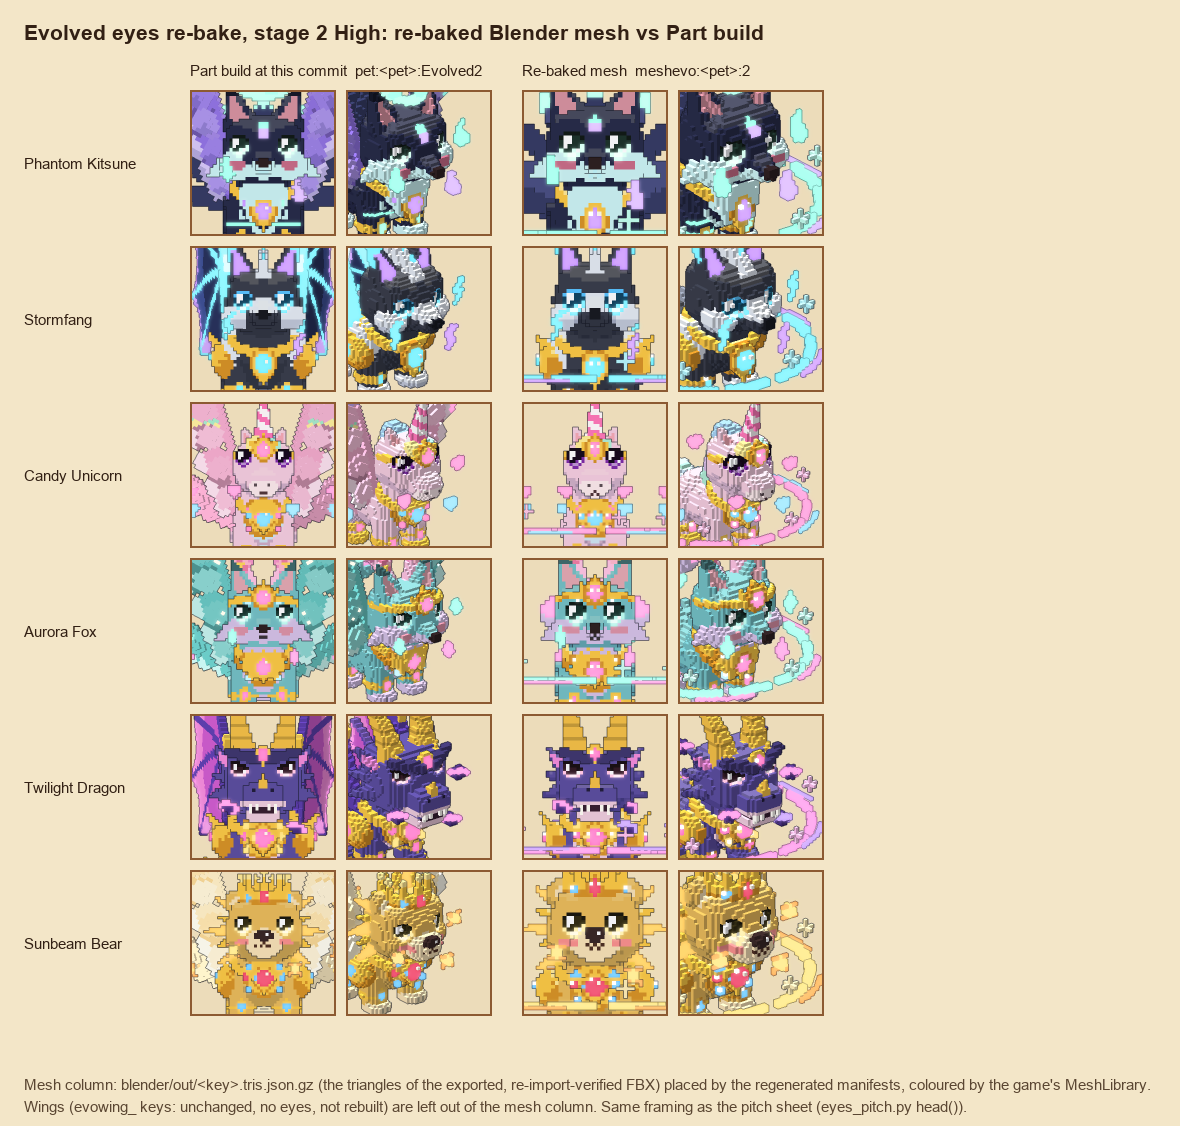 Evolved eyes re-bake, stage 2 High: re-baked Blender mesh vs Part build
Part build at this commit  pet:<pet>:Evolved2
Re-baked mesh  meshevo:<pet>:2
Phantom Kitsune
Stormfang
Candy Unicorn
Aurora Fox
Twilight Dragon
Sunbeam Bear
Mesh column: blender/out/<key>.tris.json.gz (the triangles of the exported, re-import-verified FBX) placed by the regenerated manifests, coloured by the game's MeshLibrary.
Wings (evowing_ keys: unchanged, no eyes, not rebuilt) are left out of the mesh column. Same framing as the pitch sheet (eyes_pitch.py head()).